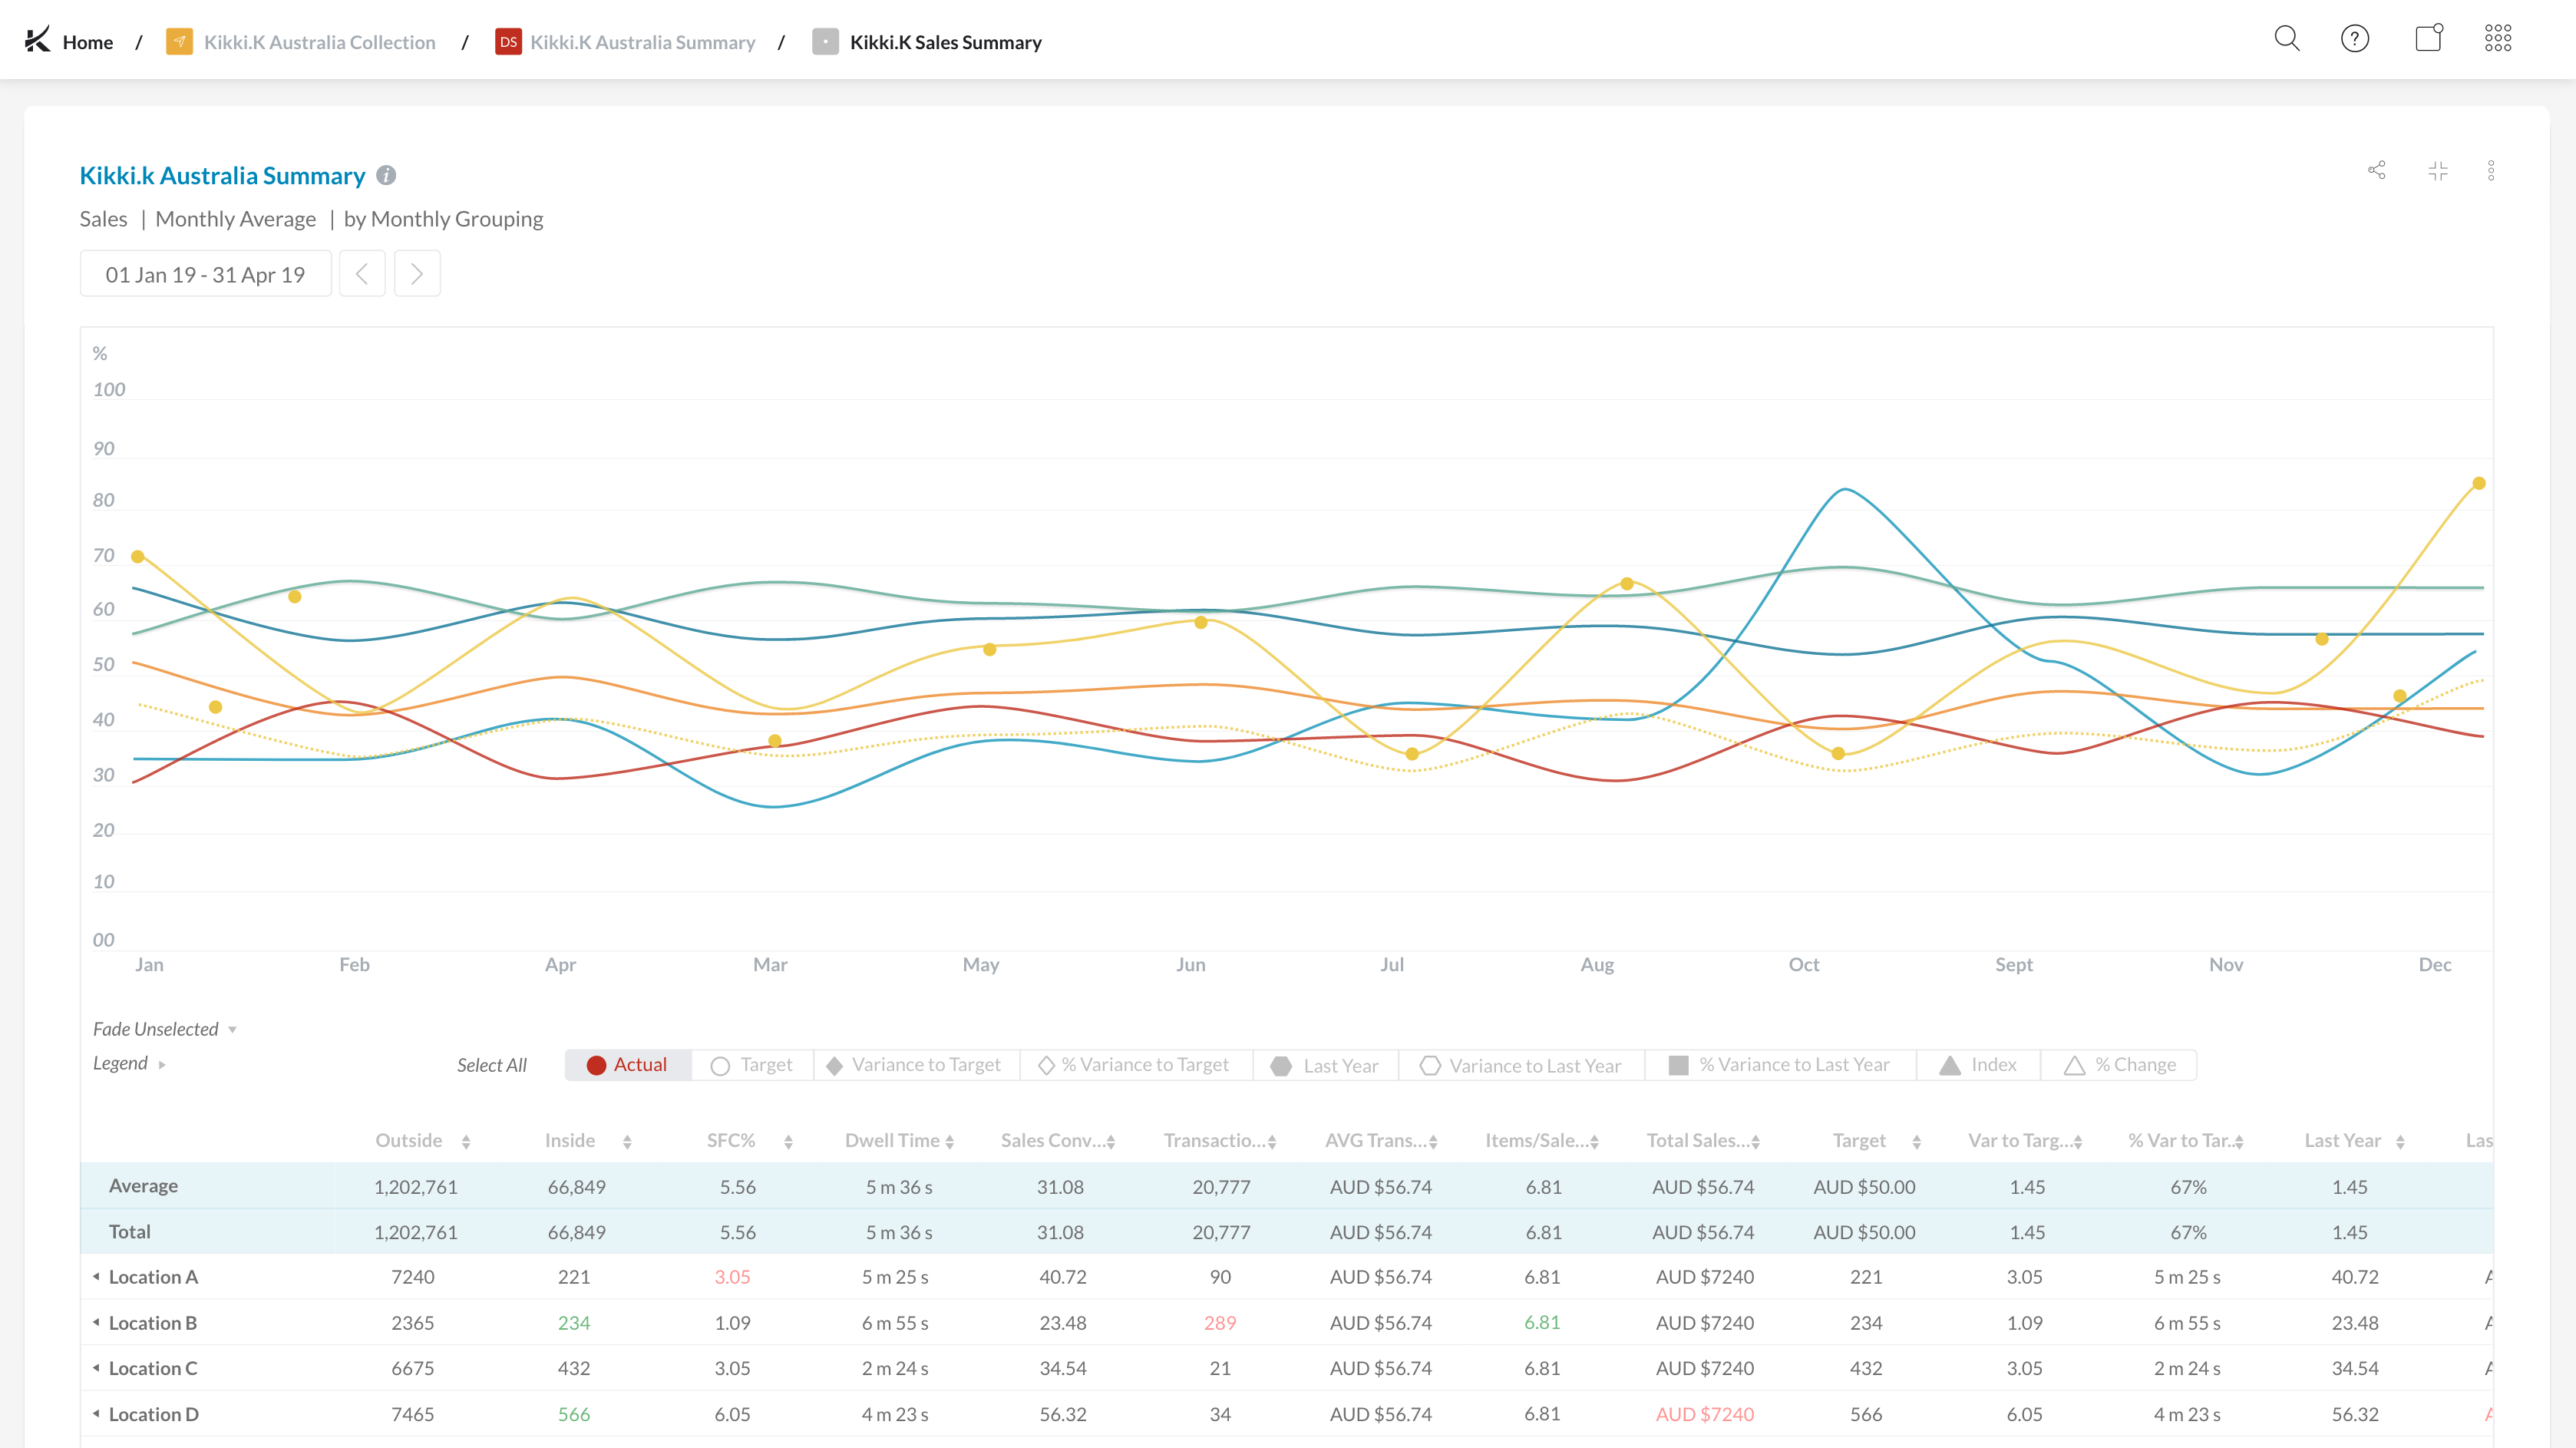 Home / Kikki.K Australia Collection / DS Kikki.K Australia Summary / Kikki.K Sales Summary
Kikki.k Australia Summary
Sales | Monthly Average | by Monthly Grouping
01 Jan 19 - 31 Apr 19
%
100
90
80
70
60
50
40
30
20
10
00
Jan Feb Apr Mar May Jun Jul Aug Oct Sept Nov Dec
Fade Unselected
Legend
Select All Actual Target Variance to Target % Variance to Target Last Year Variance to Last Year % Variance to Last Year Index % Change
Outside Inside SFC% Dwell Time Sales Conv... Transactio... AVG Trans... Items/Sale... Total Sales... Target Var to Targ... % Var to Tar.. Last Year Las
Average 1,202,761 66,849 5.56 5 m 36 s 31.08 20,777 AUD $56.74 6.81 AUD $56.74 AUD $50.00 1.45 67% 1.45
Total 1,202,761 66,849 5.56 5 m 36 s 31.08 20,777 AUD $56.74 6.81 AUD $56.74 AUD $50.00 1.45 67% 1.45
Location A 7240 221 3.05 5 m 25 s 40.72 90 AUD $56.74 6.81 AUD $7240 221 3.05 5 m 25 s 40.72
Location B 2365 234 1.09 6 m 55 s 23.48 289 AUD $56.74 6.81 AUD $7240 234 1.09 6 m 55 s 23.48
Location C 6675 432 3.05 2 m 24 s 34.54 21 AUD $56.74 6.81 AUD $7240 432 3.05 2 m 24 s 34.54
Location D 7465 566 6.05 4 m 23 s 56.32 34 AUD $56.74 6.81 AUD $7240 566 6.05 4 m 23 s 56.32